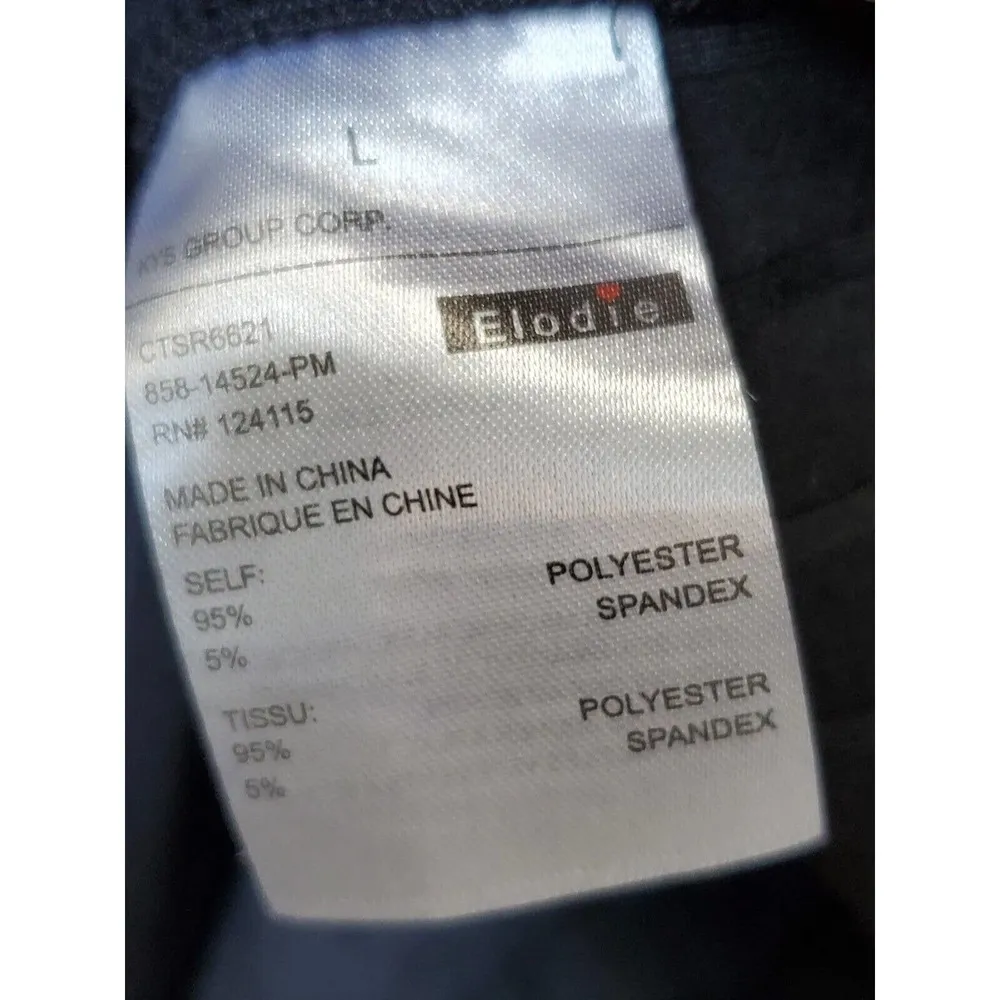 L
GROUP CORP.
Elodie
CTSR6621
858-14524-PM
RN# 124115
MADE IN CHINA
FABRIQUE EN CHINE
SELF:
95% POLYESTER
5% SPANDEX
TISSU:
95% POLYESTER
5% SPANDEX